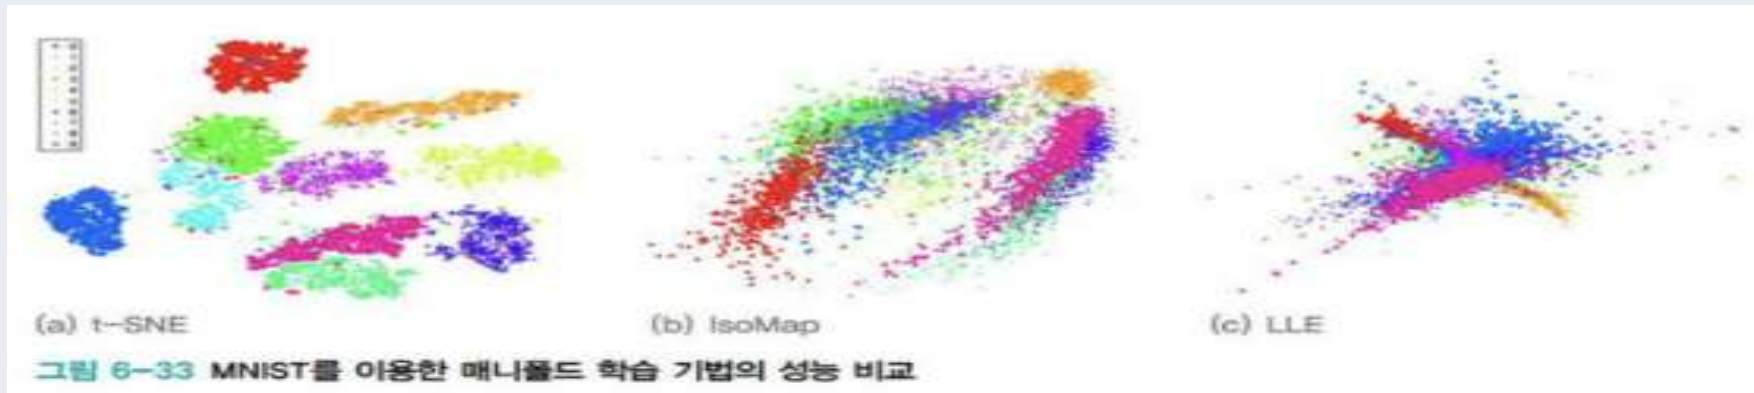 (a) t-SNE
(b) IsoMap
(c) LLE
그림 6-33 MNIST를 이용한 매니폴드 학습 기법의 성능 비교